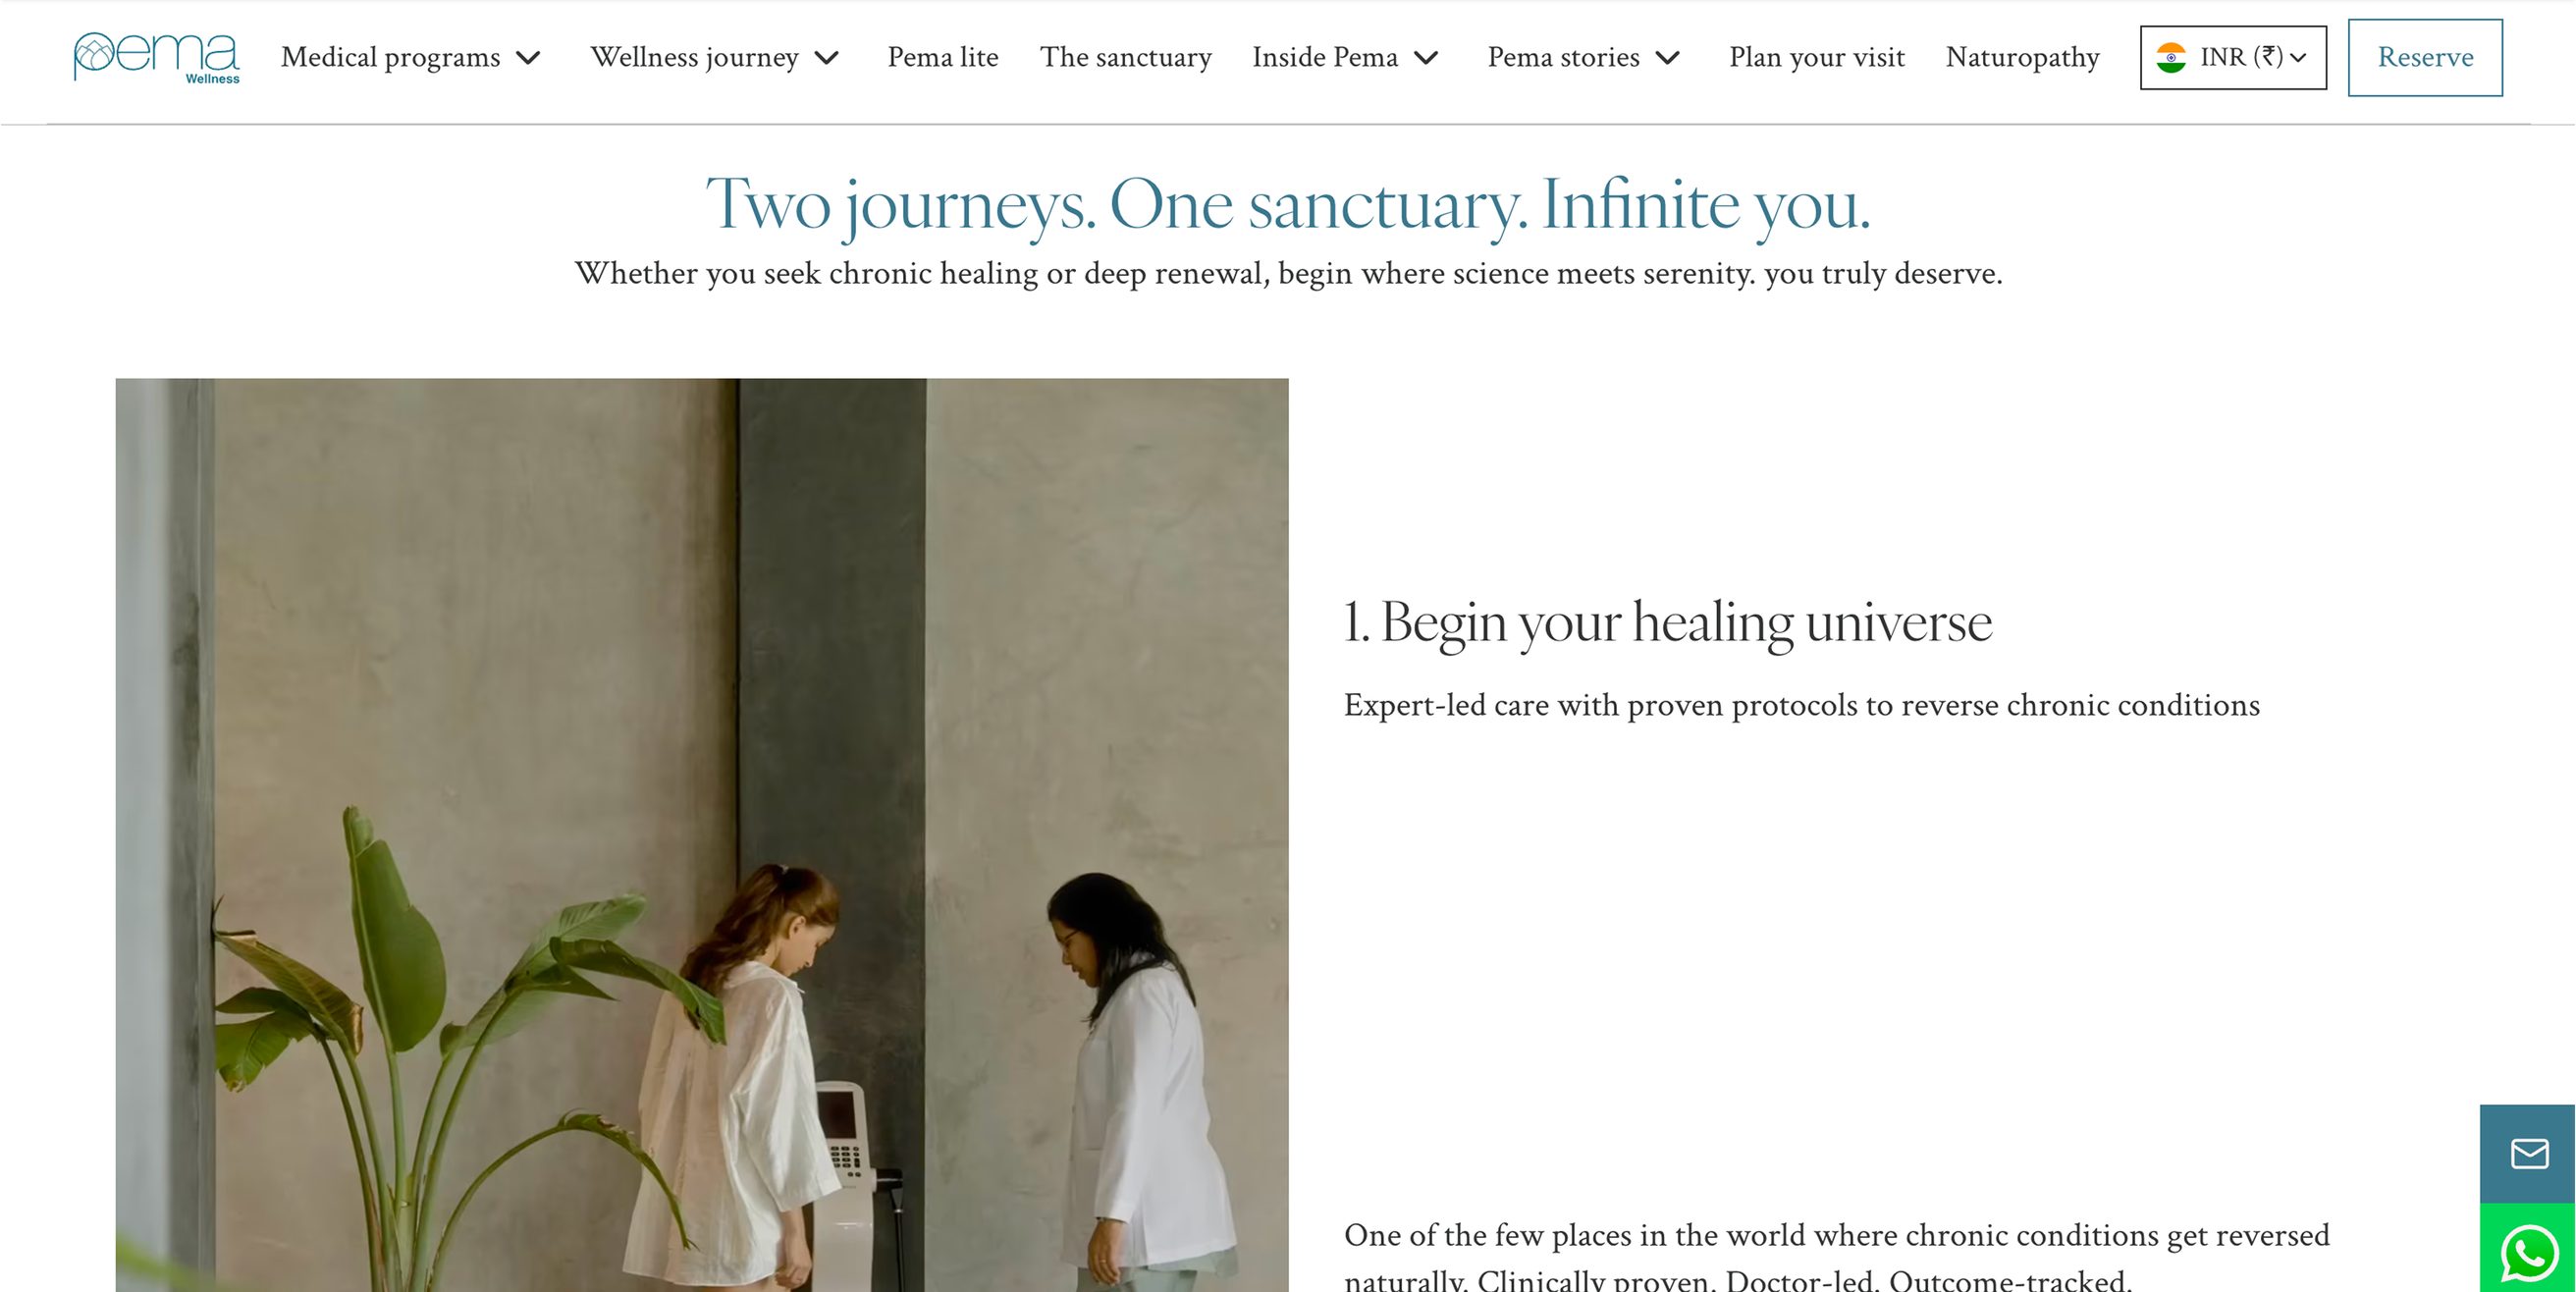 pema
Wellness
Medical programs
Wellness journey
Pema lite
The sanctuary
Inside Pema
Pema stories
Plan your visit
Naturopathy
INR (₹)
Reserve
Two journeys. One sanctuary. Infinite you.
Whether you seek chronic healing or deep renewal, begin where science meets serenity. you truly deserve.
1. Begin your healing universe
Expert-led care with proven protocols to reverse chronic conditions
One of the few places in the world where chronic conditions get reversed
naturally. Clinically proven. Doctor-led. Outcome-tracked.